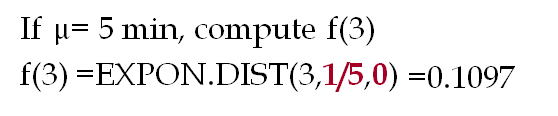 If μ= 5 min, compute f(3)
f(3) =EXPON.DIST(3,1/5,0) =0.1097